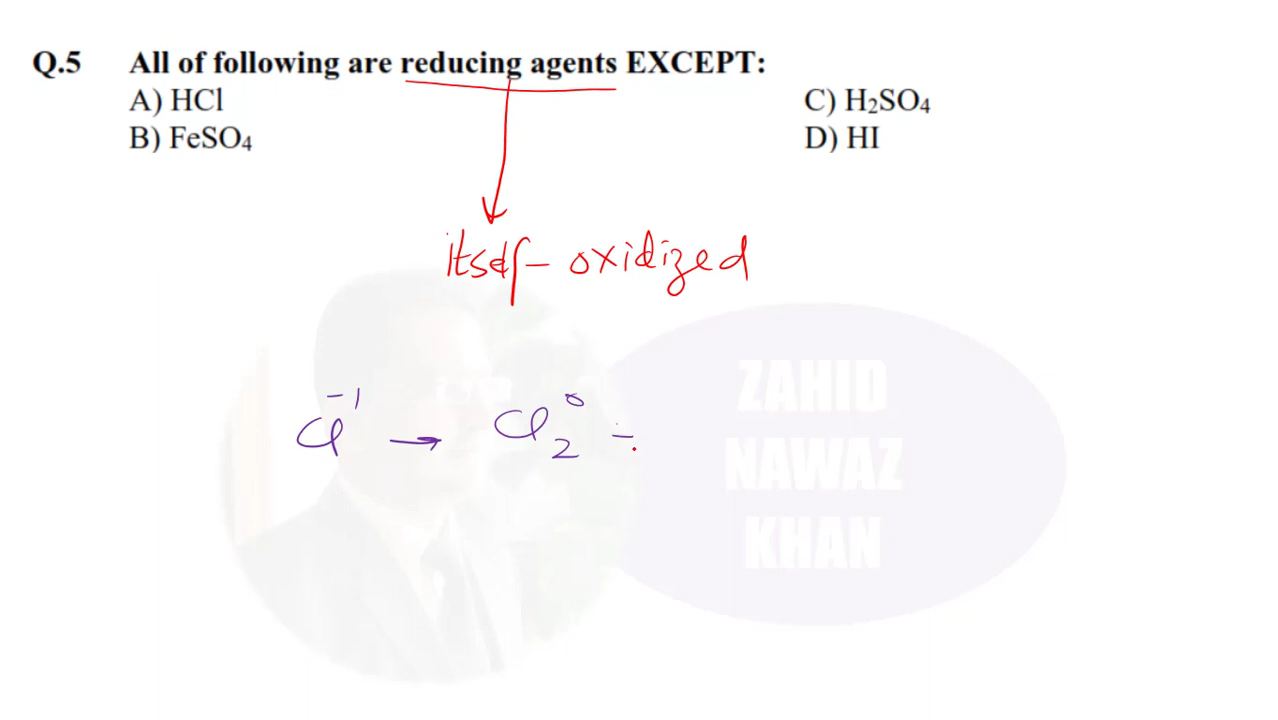 Q.5 All of following are reducing agents EXCEPT:
A) HCl C) H₂SO₄
B) FeSO₄ D) HI
itself - oxidized
Cl⁻¹ → Cl₂⁰ ÷
ZAHID
NAWAZ
KHAN